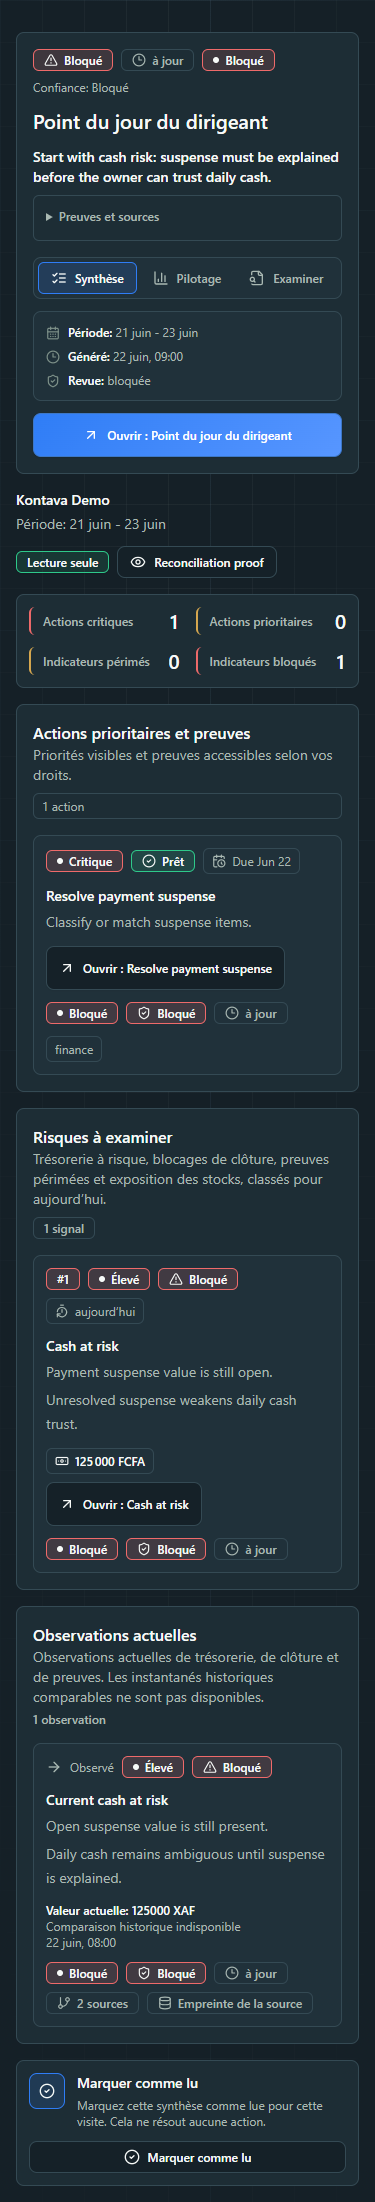 Bloqué à jour Bloqué
Confiance: Bloqué
Point du jour du dirigeant
Start with cash risk: suspense must be explained
before the owner can trust daily cash.
Preuves et sources
Synthèse Pilotage Examiner
Période: 21 juin - 23 juin
Généré: 22 juin, 09:00
Revue: bloquée
Ouvrir : Point du jour du dirigeant
Kontava Demo
Période: 21 juin - 23 juin
Lecture seule Reconciliation proof
Actions critiques 1 Actions prioritaires 0
Indicateurs périmés 0 Indicateurs bloqués 1
Actions prioritaires et preuves
Priorités visibles et preuves accessibles selon vos
droits.
1 action
Critique Prêt Due Jun 22
Resolve payment suspense
Classify or match suspense items.
Ouvrir : Resolve payment suspense
Bloqué Bloqué à jour
finance
Risques à examiner
Trésorerie à risque, blocages de clôture, preuves
périmées et exposition des stocks, classés pour
aujourd’hui.
1 signal
#1 Élevé Bloqué
aujourd’hui
Cash at risk
Payment suspense value is still open.
Unresolved suspense weakens daily cash
trust.
125 000 FCFA
Ouvrir : Cash at risk
Bloqué Bloqué à jour
Observations actuelles
Observations actuelles de trésorerie, de clôture et
de preuves. Les instantanés historiques
comparables ne sont pas disponibles.
1 observation
Observé Élevé Bloqué
Current cash at risk
Open suspense value is still present.
Daily cash remains ambiguous until suspense
is explained.
Valeur actuelle: 125000 XAF
Comparaison historique indisponible
22 juin, 08:00
Bloqué Bloqué à jour
2 sources Empreinte de la source
Marquer comme lu
Marquez cette synthèse comme lue pour cette
visite. Cela ne résout aucune action.
Marquer comme lu